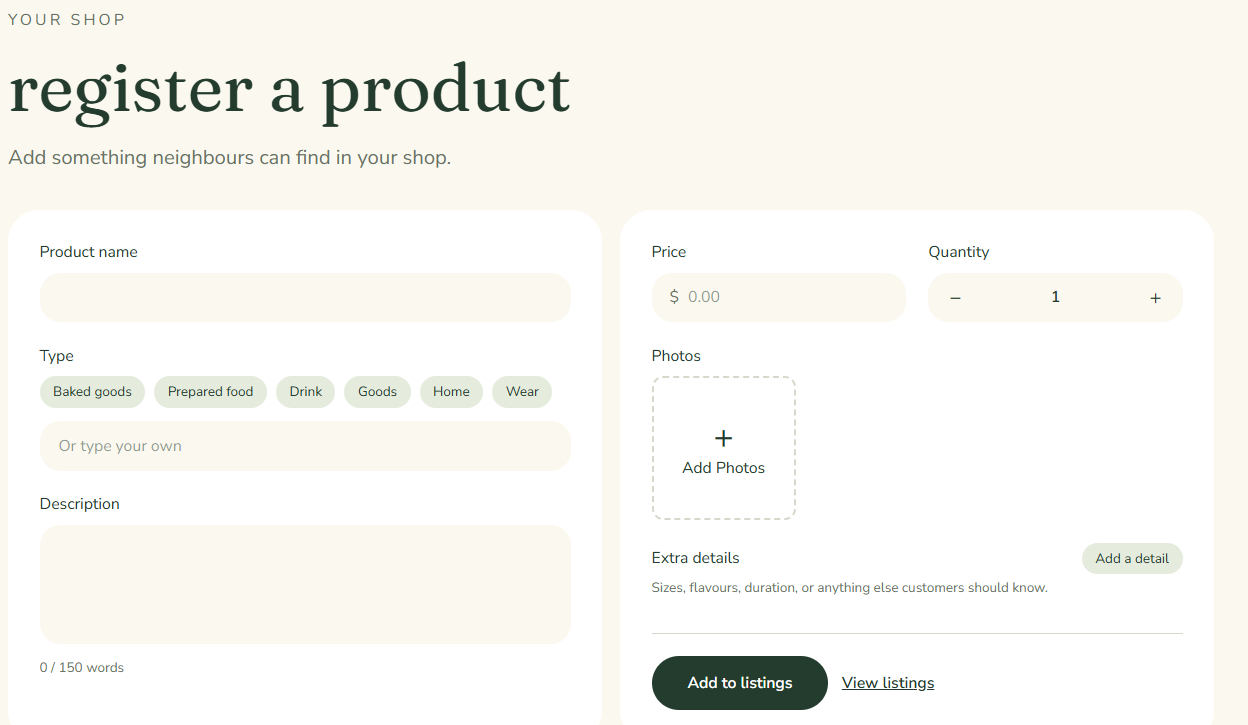 YOUR SHOP
register a product
Add something neighbours can find in your shop.
Product name
Type
Baked goods Prepared food Drink Goods Home Wear
Or type your own
Description
0 / 150 words
Price Quantity
$ 0.00 − 1 +
Photos
+
Add Photos
Extra details Add a detail
Sizes, flavours, duration, or anything else customers should know.
Add to listings View listings